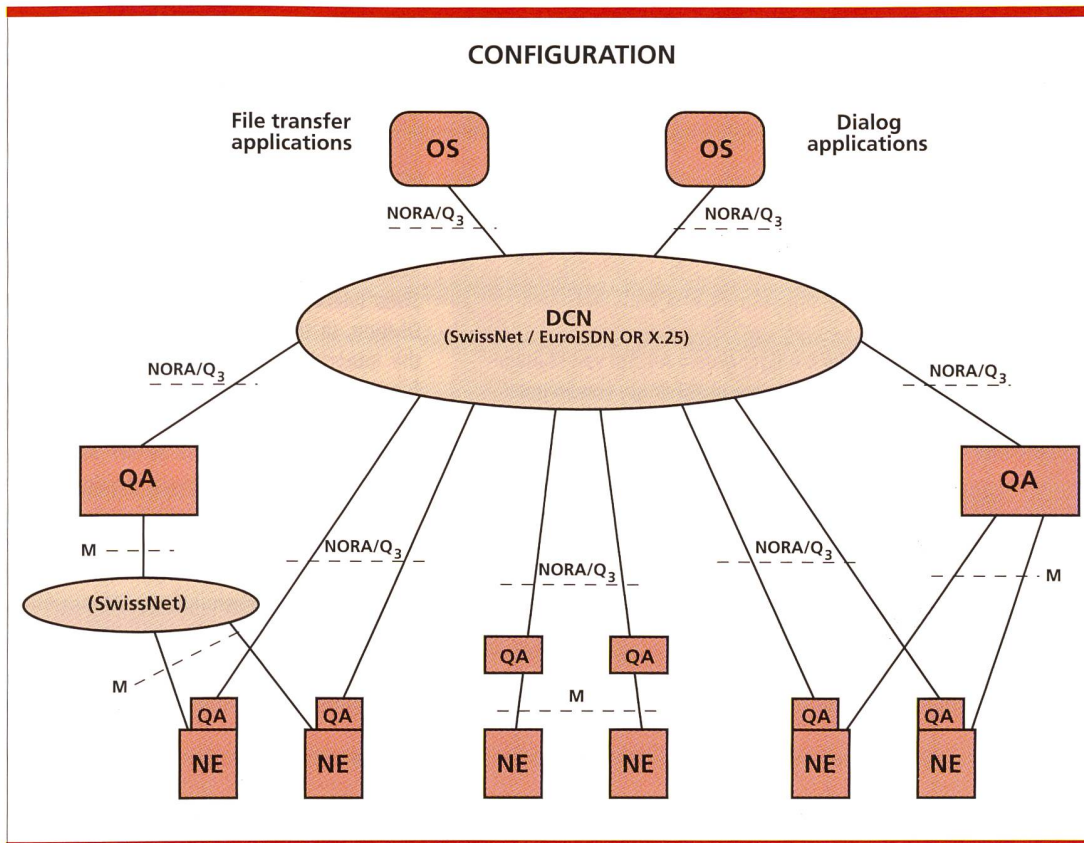 CONFIGURATION
File transfer
applications
OS
OS
Dialog
applications
NORA/Q3
NORA/Q3
DCN
(SwissNet / EuroISDN OR X.25)
NORA/Q3
NORA/Q3
QA
QA
M
NORA/Q3
NORA/Q3
NORA/Q3
M
(SwissNet)
QA
QA
M
M
QA
QA
QA
QA
NE
NE
NE
NE
NE
NE